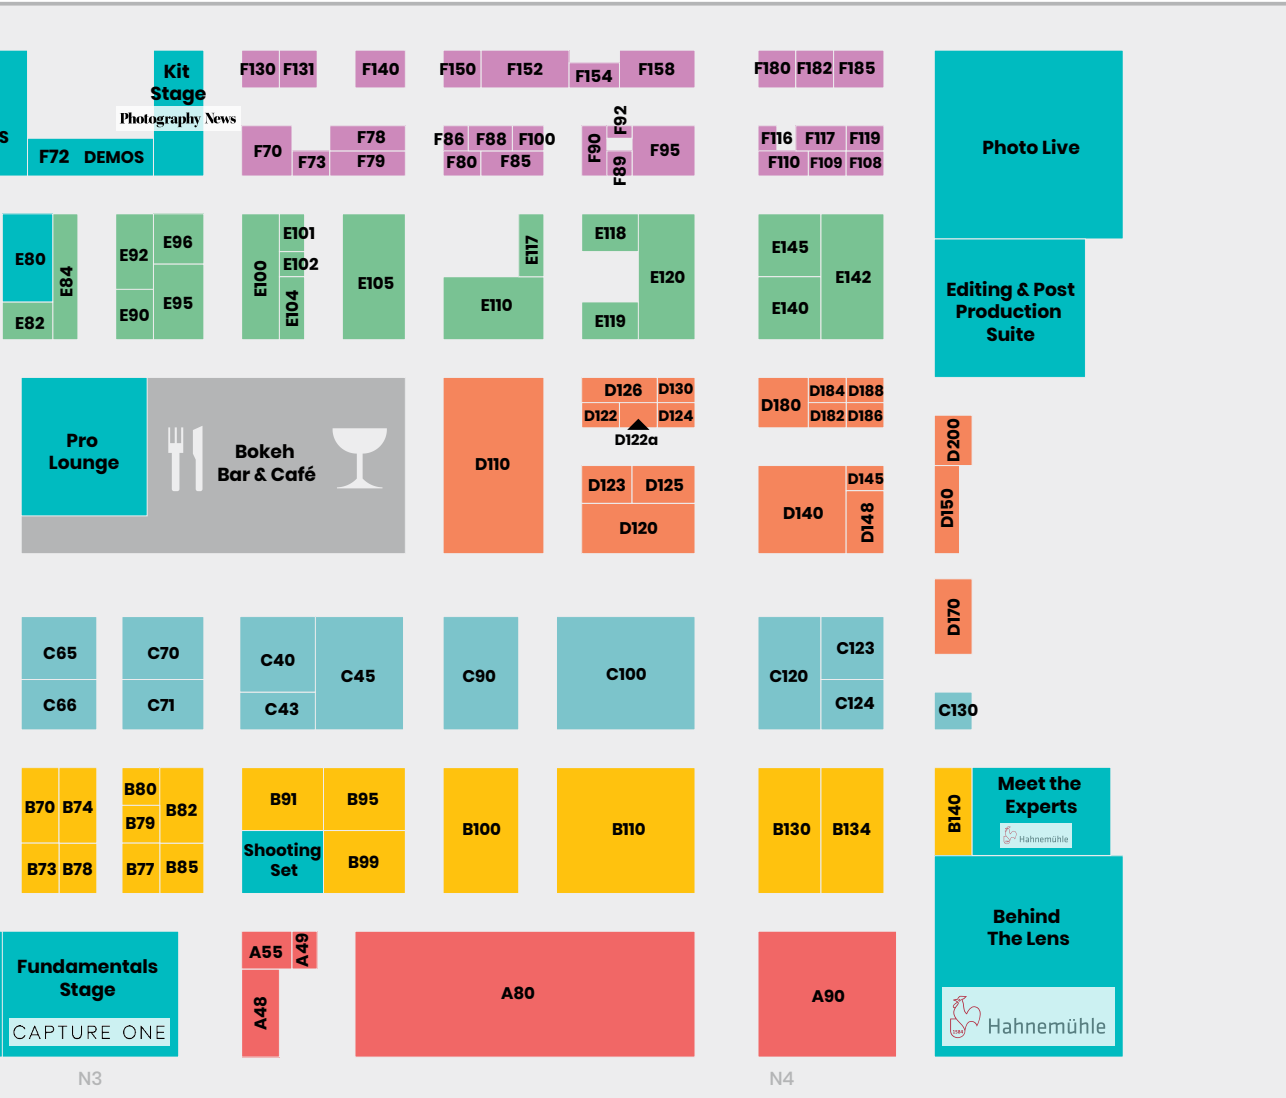 Kit
Stage
Photography News
S
F72 DEMOS
F130 F131 F140 F150 F152 F154 F158 F180 F182 F185
F70 F73 F78
F79
F86 F88 F100
F80 F85
F90 F92 F89 F95
F116 F117 F119
F110 F109 F108
Photo Live
E80 E82 E84
E92 E90 E96 E95
E100 E101 E102 E104 E105
E117 E110
E118 E119 E120
E145 E140 E142
Editing & Post
Production
Suite
Pro
Lounge
Bokeh
Bar & Café
D110
D126 D130
D122 D124
D122a
D123 D125
D120
D180 D184 D188
D182 D186
D140 D145 D148
D200
D150
D170
C65 C70 C40 C45 C90 C100 C120 C123
C66 C71 C43 C124
C130
B70 B74 B80 B79 B82
B73 B78 B77 B85
B91 B95
Shooting
Set
B99
B100 B110 B130 B134 B140
Meet the
Experts
Hahnemühle
Behind
The Lens
1584
Hahnemühle
Fundamentals
Stage
CAPTURE ONE
A55 A49
A48
A80
A90
N3 N4